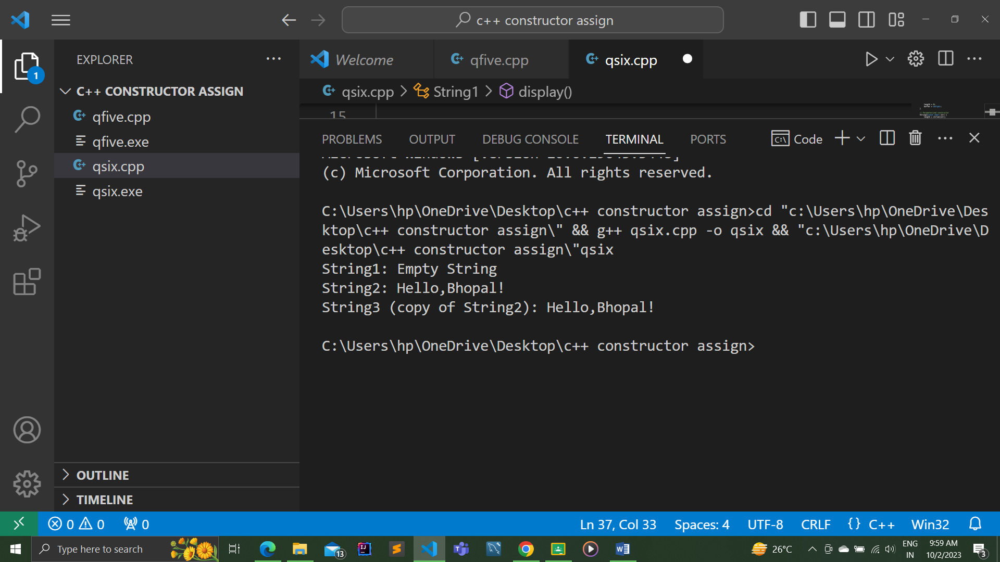 c++ constructor assign
EXPLORER
Welcome
qfive.cpp
qsix.cpp
C++ CONSTRUCTOR ASSIGN
qfive.cpp
qfive.exe
qsix.cpp
qsix.exe
OUTLINE
TIMELINE
1
qsix.cpp > String1 > display()
15
PROBLEMS OUTPUT DEBUG CONSOLE TERMINAL PORTS
Code
(c) Microsoft Corporation. All rights reserved.
C:\Users\hp\OneDrive\Desktop\c++ constructor assign>cd "c:\Users\hp\OneDrive\Des
ktop\c++ constructor assign\" && g++ qsix.cpp -o qsix && "c:\Users\hp\OneDrive\D
esktop\c++ constructor assign\"qsix
String1: Empty String
String2: Hello,Bhopal!
String3 (copy of String2): Hello,Bhopal!
C:\Users\hp\OneDrive\Desktop\c++ constructor assign>
0 0 0
Ln 37, Col 33 Spaces: 4 UTF-8 CRLF {} C++ Win32
Type here to search
13
26°C
ENG
IN
9:59 AM
10/2/2023
3